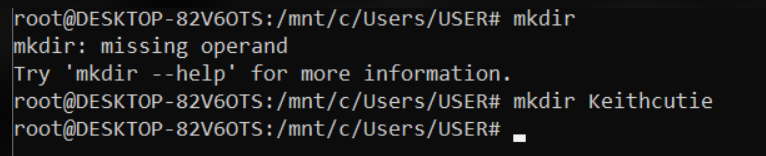 root@DESKTOP-82V6OTS:/mnt/c/Users/USER# mkdir
mkdir: missing operand
Try 'mkdir --help' for more information.
root@DESKTOP-82V6OTS:/mnt/c/Users/USER# mkdir Keithcutie
root@DESKTOP-82V6OTS:/mnt/c/Users/USER#